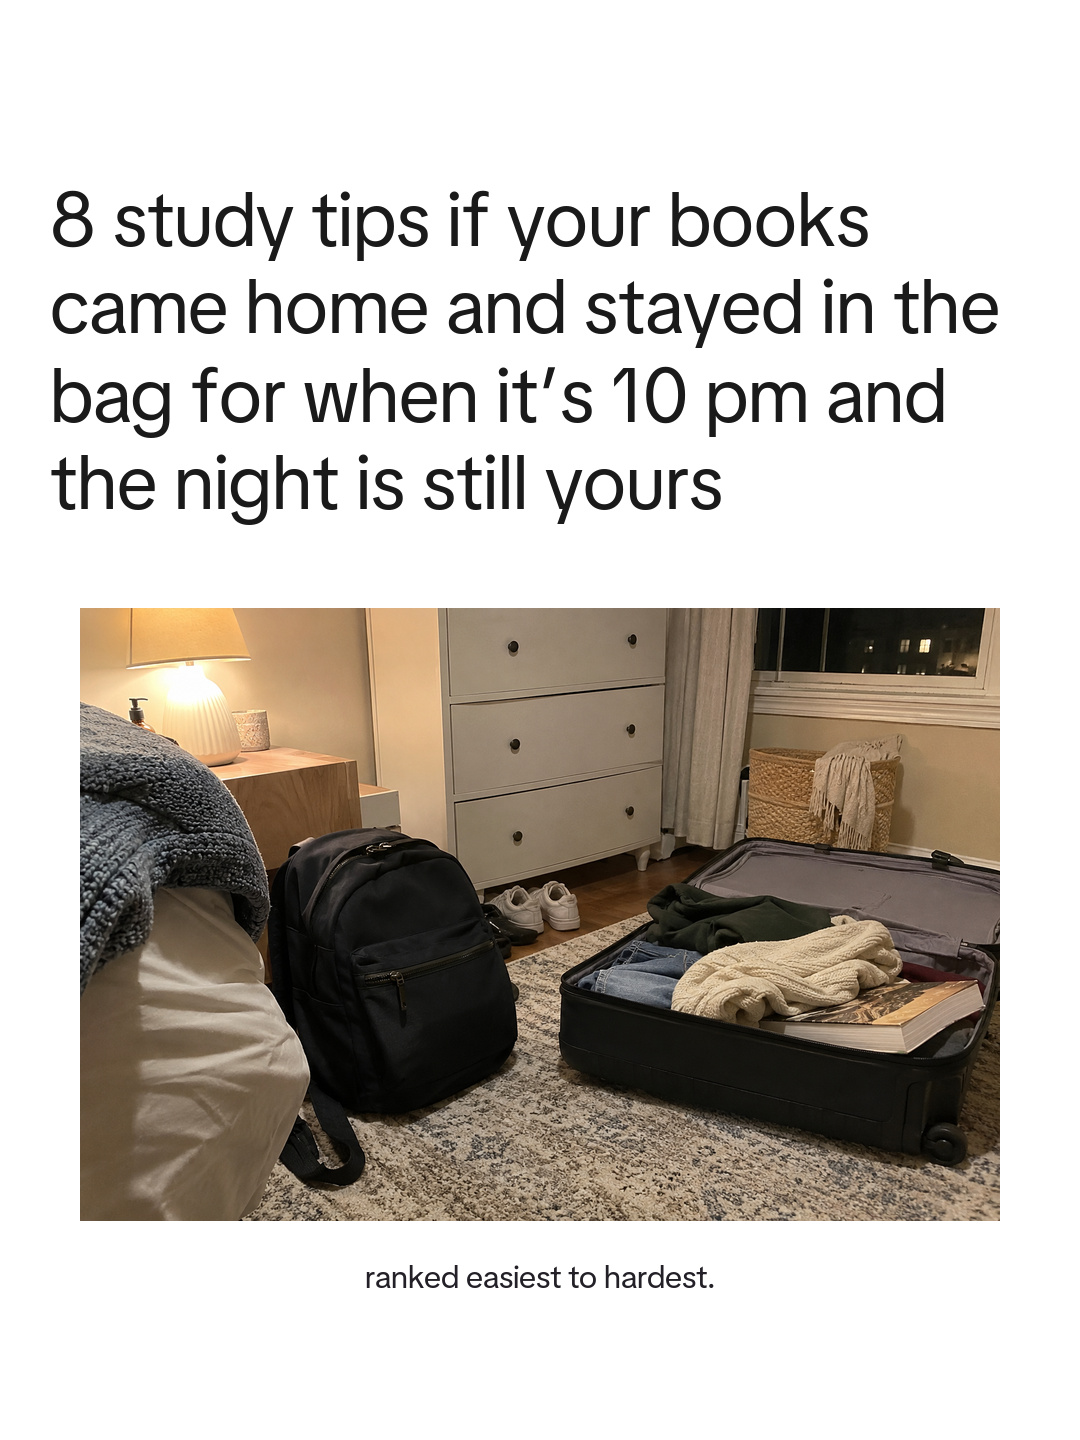 8 study tips if your books
came home and stayed in the
bag for when it’s 10 pm and
the night is still yours
ranked easiest to hardest.